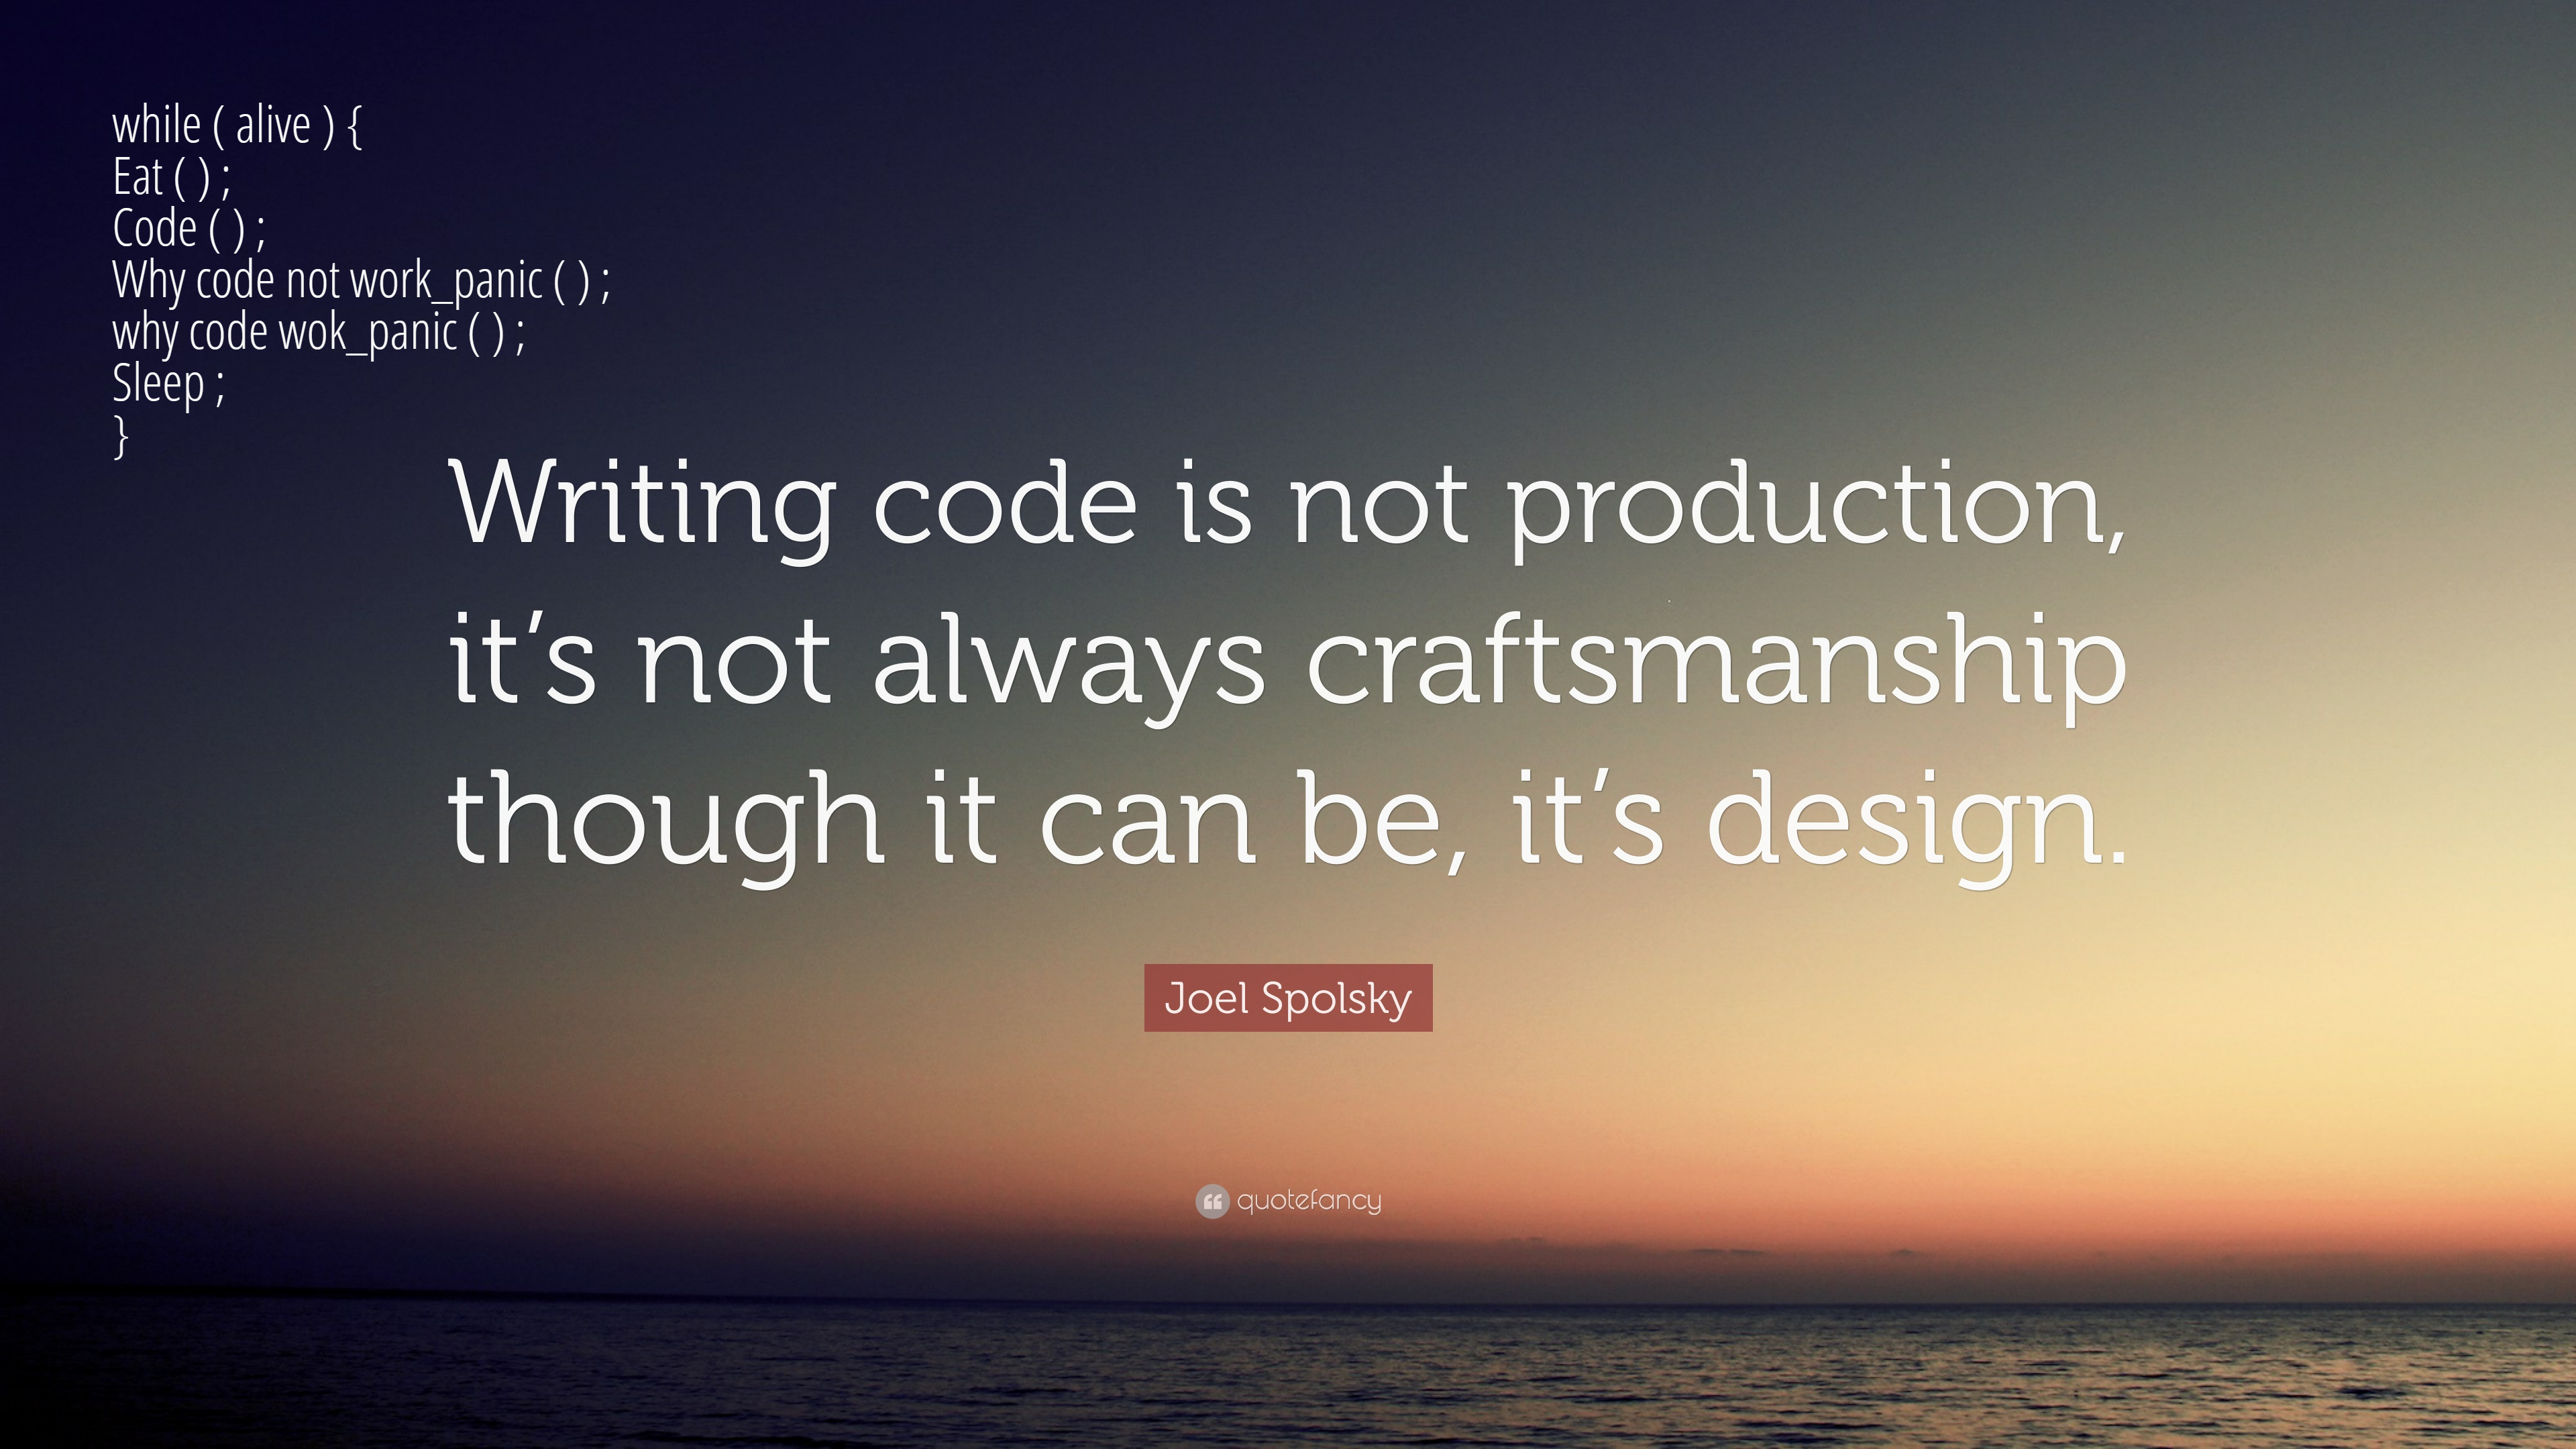 while ( alive ) {
Eat ( ) ;
Code ( ) ;
Why code not work_panic ( ) ;
why code wok_panic ( ) ;
Sleep ;
}
Writing code is not production,
it’s not always craftsmanship
though it can be, it’s design.
Joel Spolsky
quotefancy